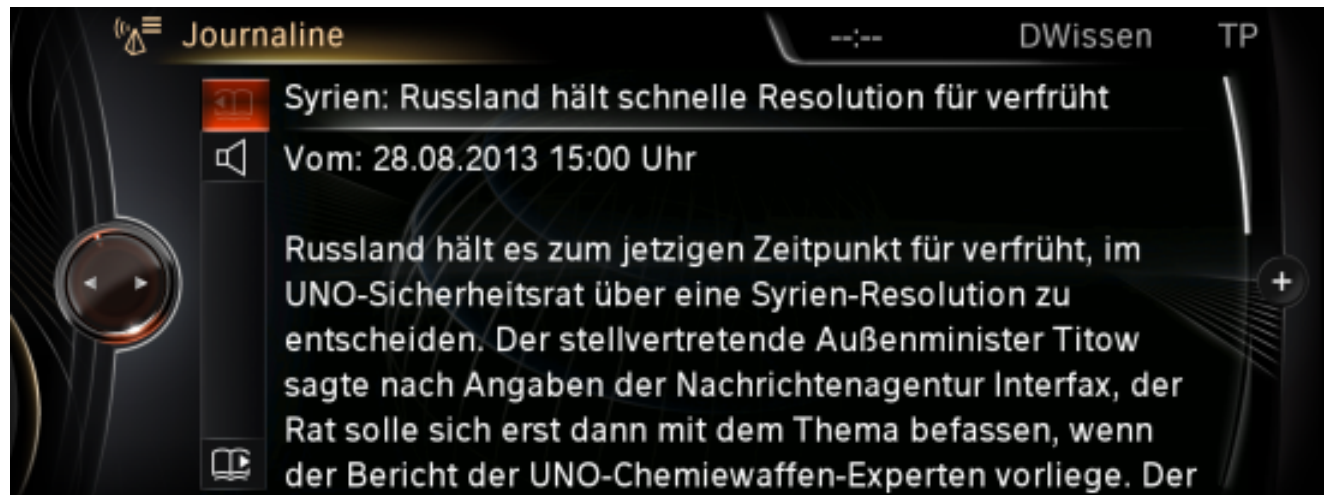 Journaline --:-- DWissen TP
Syrien: Russland hält schnelle Resolution für verfrüht
Vom: 28.08.2013 15:00 Uhr
Russland hält es zum jetzigen Zeitpunkt für verfrüht, im
UNO-Sicherheitsrat über eine Syrien-Resolution zu
entscheiden. Der stellvertretende Außenminister Titow
sagte nach Angaben der Nachrichtenagentur Interfax, der
Rat solle sich erst dann mit dem Thema befassen, wenn
der Bericht der UNO-Chemiewaffen-Experten vorliege. Der